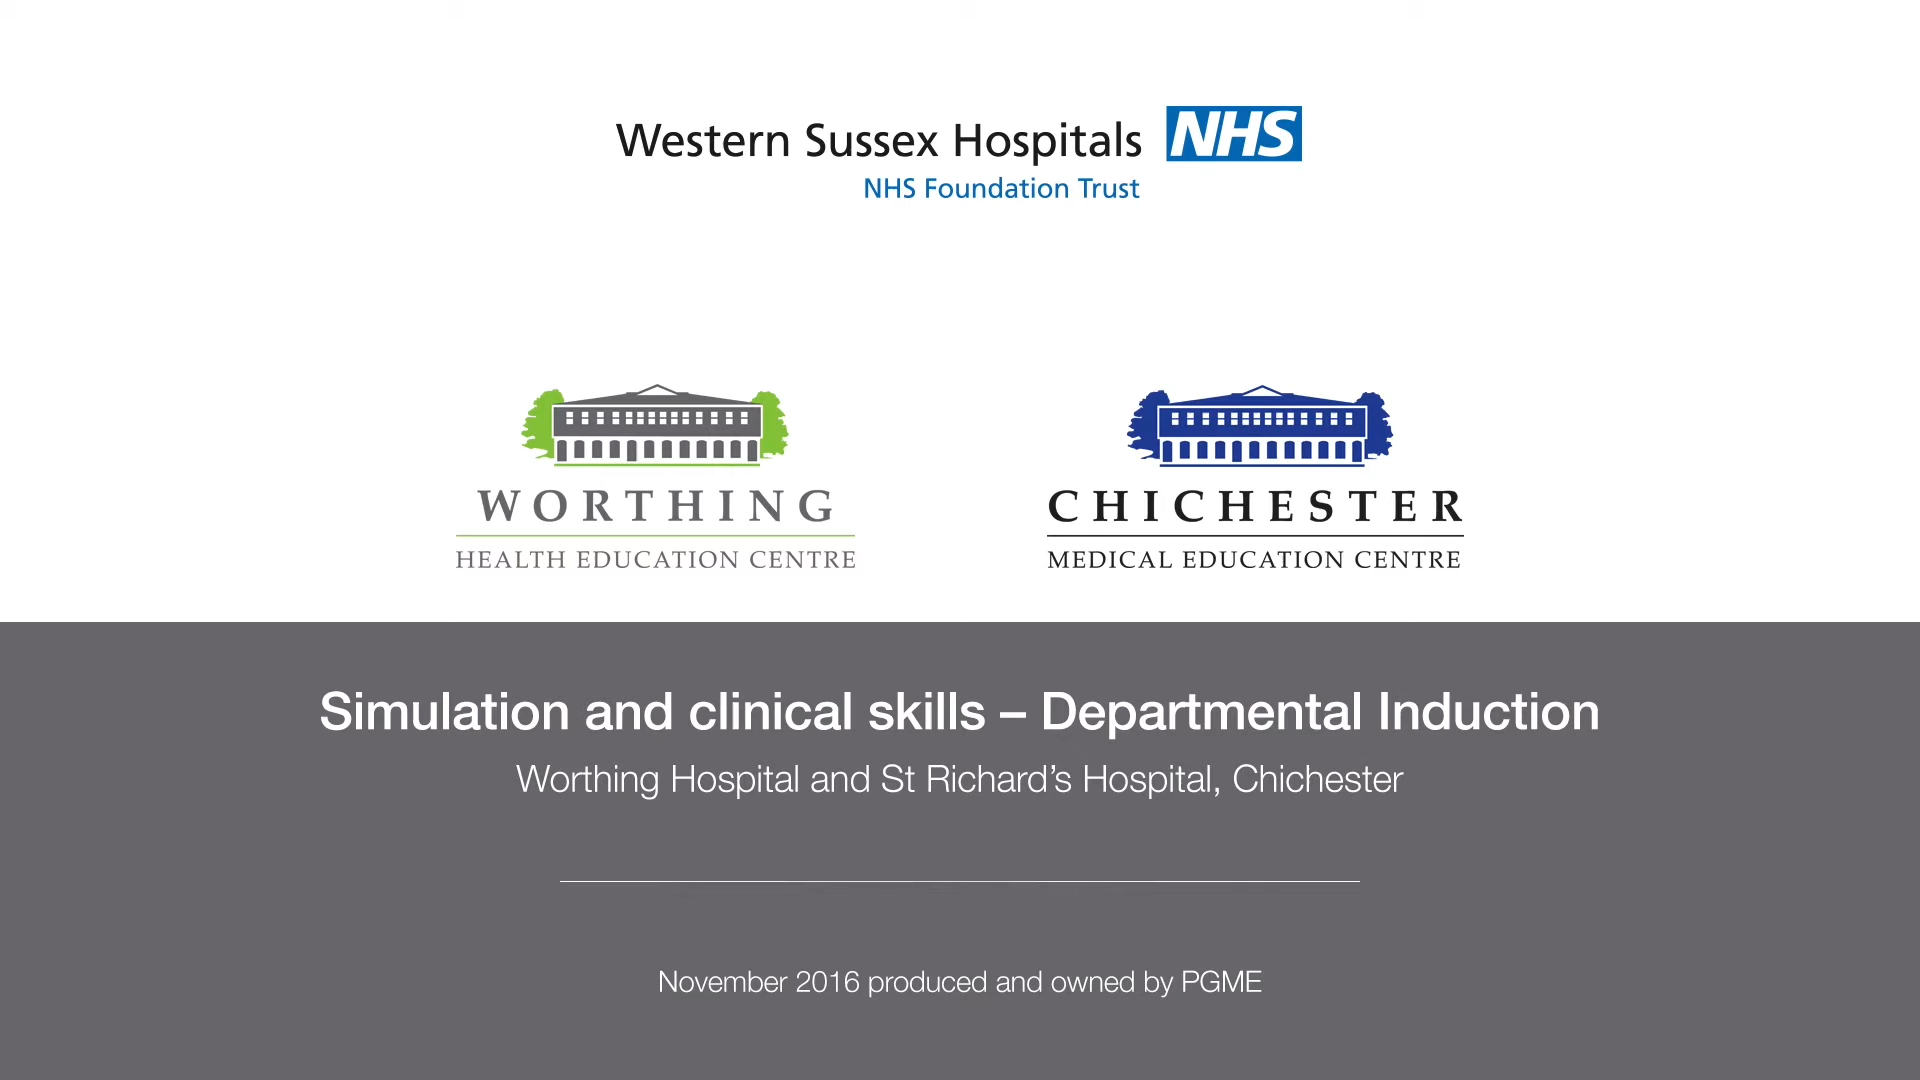 Western Sussex Hospitals NHS
NHS Foundation Trust
WORTHING
HEALTH EDUCATION CENTRE
CHICHESTER
MEDICAL EDUCATION CENTRE
Simulation and clinical skills – Departmental Induction
Worthing Hospital and St Richard’s Hospital, Chichester
November 2016 produced and owned by PGME